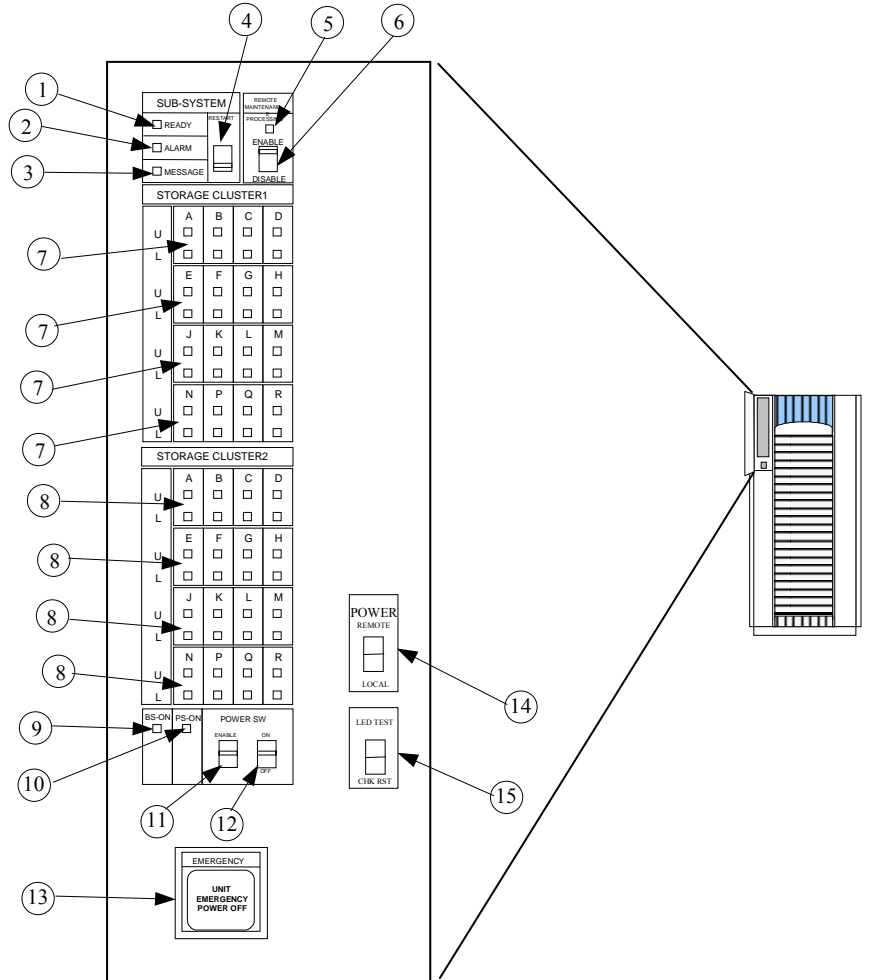 4
5
6
1
2
3
SUB-SYSTEM
READY
ALARM
MESSAGE
RESTART
REMOTE
MAINTENANC
E
PROCESSING
ENABLE
DISABLE
STORAGE CLUSTER1
7
U
L
A B C D
7
U
L
E F G H
7
U
L
J K L M
7
U
L
N P Q R
STORAGE CLUSTER2
8
U
L
A B C D
8
U
L
E F G H
8
U
L
J K L M
8
U
L
N P Q R
9
BS-ON
PS-ON
10
POWER SW
ENABLE
ON
OFF
11
12
POWER
REMOTE
LOCAL
14
LED TEST
CHK RST
15
13
EMERGENCY
UNIT
EMERGENCY
POWER OFF